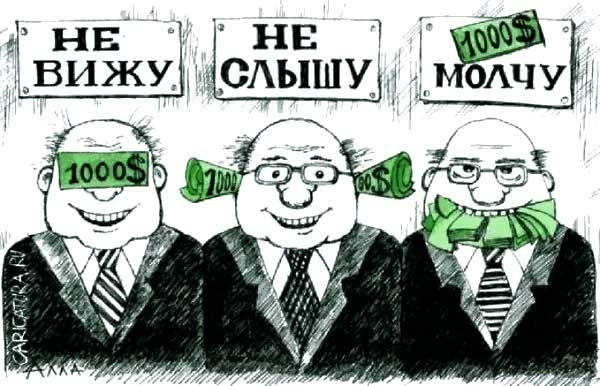 НЕ
ВИЖУ
НЕ
СЛЫШУ
1000$
МОЛЧУ
1000$
1000
00$
CARICATURA.RU
АЛЛА